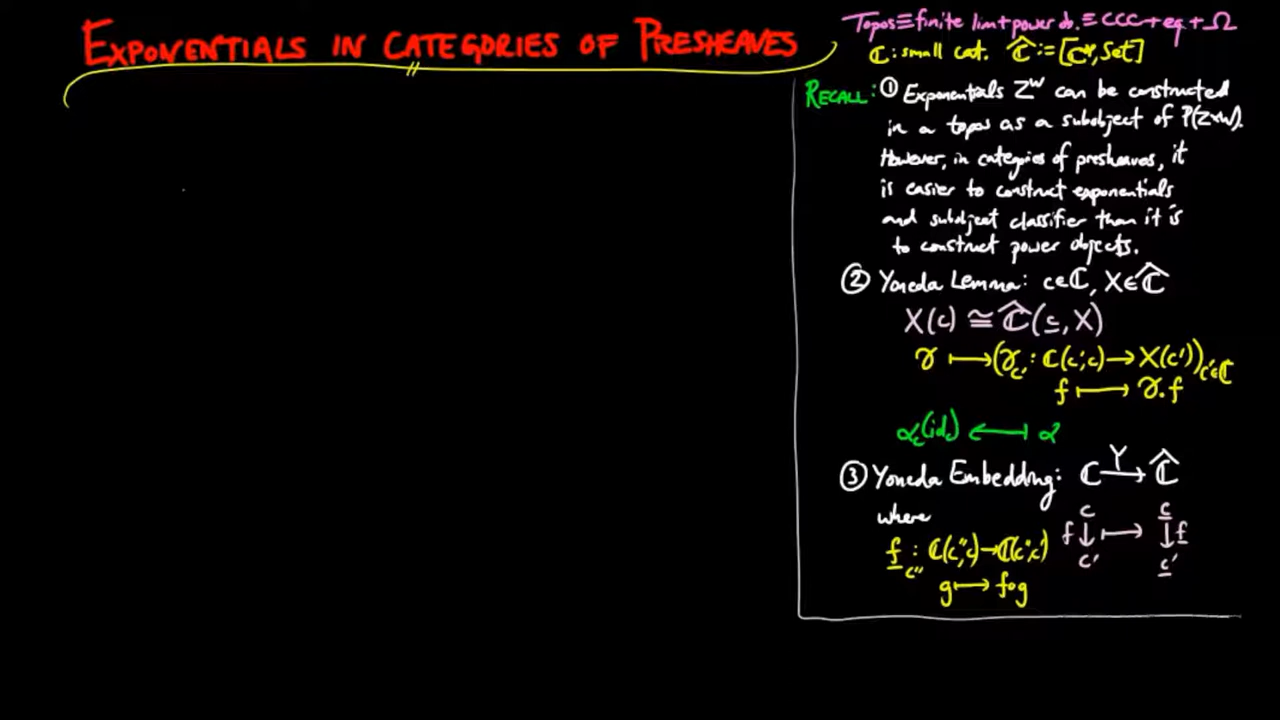 EXPONENTIALS IN CATEGORIES OF PRESHEAVES
Topos ≡ finite lim + power ob. ≡ CCC + eq + Ω
ℂ: small cat. ℂ̂ := [ℂᵒᵖ, Set]
RECALL: ① Exponentials Zᵂ can be constructed
in a topos as a subobject of P(Z×W).
However, in categories of presheaves, it
is easier to construct exponentials
and subobject classifier than it is
to construct power objects.
② Yoneda Lemma: c∈ℂ, X∈ℂ̂
X(c) ≅ ℂ̂(c̲, X)
γ ⟼ (γ_c' : ℂ(c',c) → X(c'))_c'∈ℂ
f ⟼ γ.f
α_c(id_c) ⟻ α
③ Yoneda Embedding: ℂ –Y→ ℂ̂
where
c c̲
f ↓ ⟼ ↓ f̲
c' c̲'
f̲_c'' : ℂ(c'',c) → ℂ(c'',c')
g ⟼ f∘g